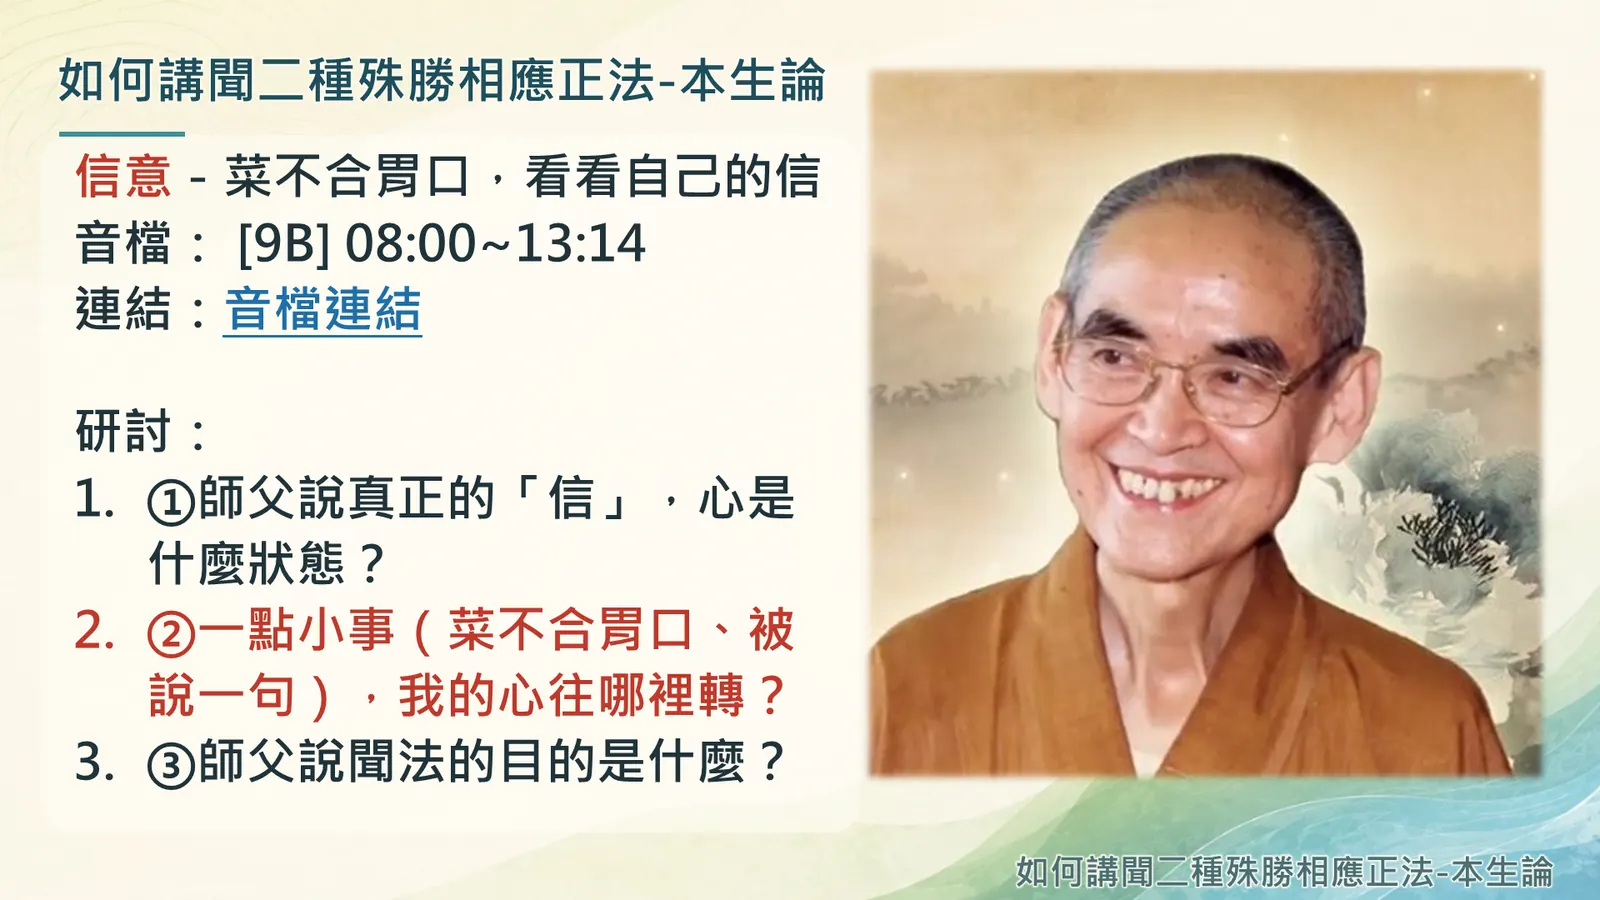 如何講聞二種殊勝相應正法-本生論
信意 - 菜不合胃口，看看自己的信
音檔： [9B] 08:00~13:14
連結：音檔連結
研討：
1. ①師父說真正的「信」，心是
什麼狀態？
2. ②一點小事（菜不合胃口、被
說一句），我的心往哪裡轉？
3. ③師父說聞法的目的是什麼？
如何講聞二種殊勝相應正法-本生論